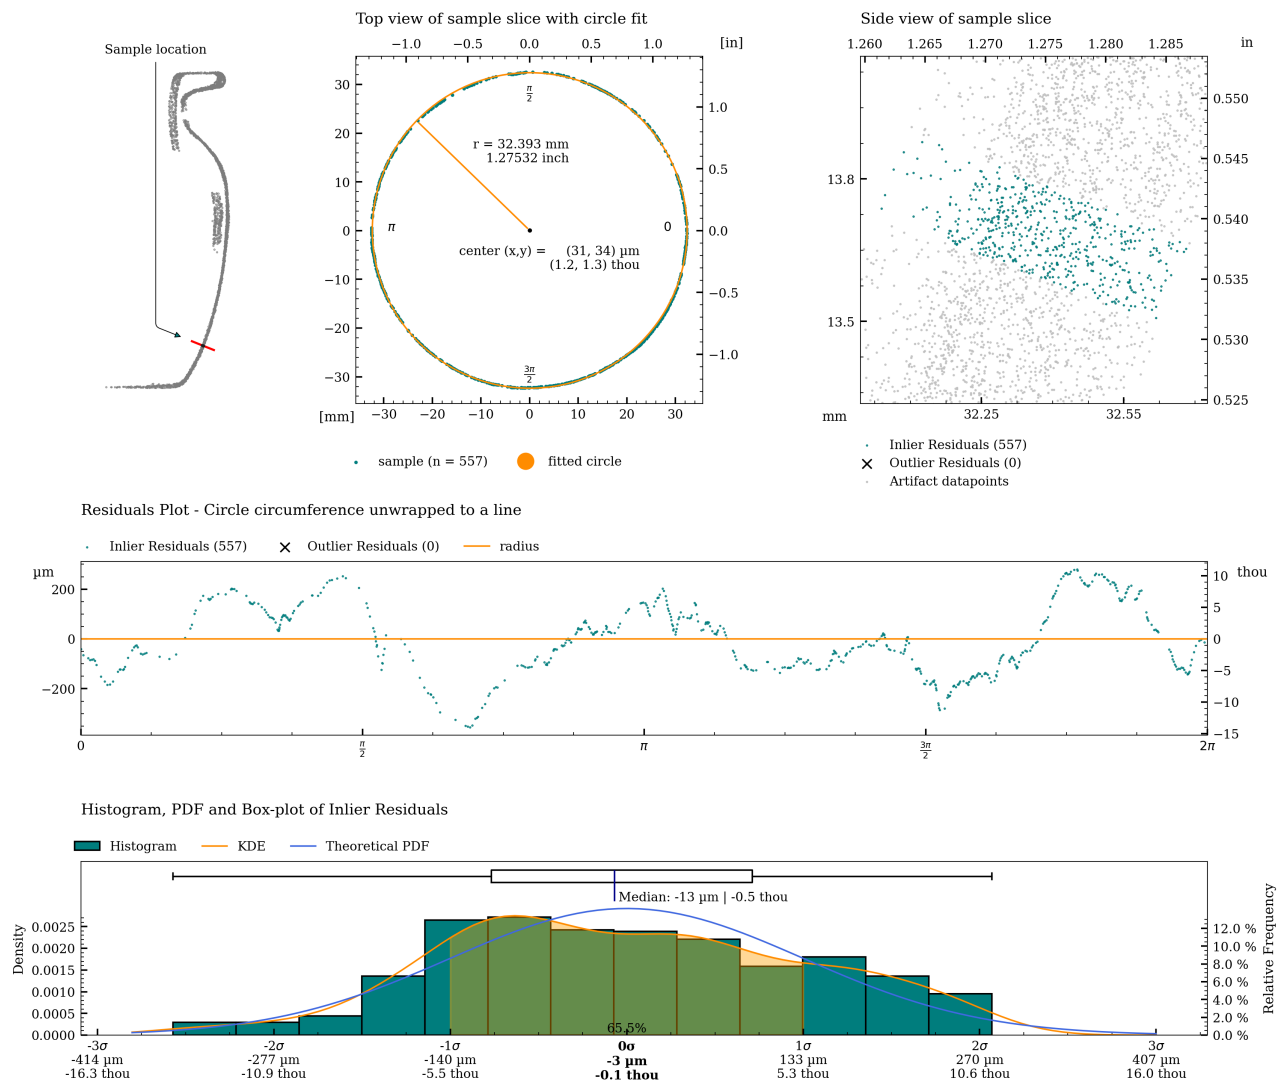 Sample location
Top view of sample slice with circle fit
−1.0 −0.5 0.0 0.5 1.0 [in]
30
20
10
0
−10
−20
−30
1.0
0.5
0.0
−0.5
−1.0
π/2
r = 32.393 mm
1.27532 inch
π
0
center (x,y) = (31, 34) µm
(1.2, 1.3) thou
3π/2
[mm] −30 −20 −10 0 10 20 30
sample (n = 557) fitted circle
Side view of sample slice
1.260 1.265 1.270 1.275 1.280 1.285 in
13.8
13.5
0.550
0.545
0.540
0.535
0.530
0.525
mm 32.25 32.55
Inlier Residuals (557)
Outlier Residuals (0)
Artifact datapoints
Residuals Plot - Circle circumference unwrapped to a line
Inlier Residuals (557) Outlier Residuals (0) radius
µm
200
0
−200
10 thou
5
0
−5
−10
−15
0 π/2 π 3π/2 2π
Histogram, PDF and Box-plot of Inlier Residuals
Histogram KDE Theoretical PDF
Median: -13 µm | -0.5 thou
Density
0.0025
0.0020
0.0015
0.0010
0.0005
0.0000
Relative Frequency
12.0 %
10.0 %
8.0 %
6.0 %
4.0 %
2.0 %
0.0 %
65.5%
-3σ -2σ -1σ 0σ 1σ 2σ 3σ
-414 µm -277 µm -140 µm -3 µm 133 µm 270 µm 407 µm
-16.3 thou -10.9 thou -5.5 thou -0.1 thou 5.3 thou 10.6 thou 16.0 thou